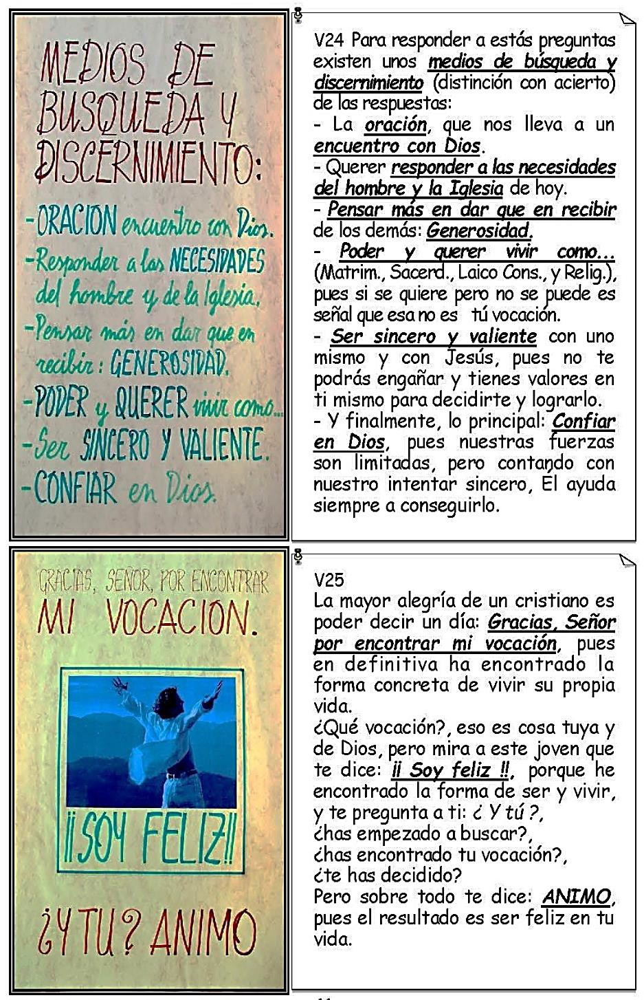 MEDIOS DE
BUSQUEDA Y
DISCERNIMIENTO:
-ORACION encuentro con Dios.
-Responder a las NECESIDADES
del hombre y de la Iglesia.
-Pensar más en dar que en
recibir: GENEROSIDAD.
-PODER y QUERER vivir como...
-Ser SINCERO Y VALIENTE.
-CONFIAR en Dios.
V24 Para responder a estás preguntas
existen unos medios de búsqueda y
discernimiento (distinción con acierto)
de las respuestas:
- La oración, que nos lleva a un
encuentro con Dios.
- Querer responder a las necesidades
del hombre y la Iglesia de hoy.
- Pensar más en dar que en recibir
de los demás: Generosidad.
- Poder y querer vivir como...
(Matrim., Sacerd., Laico Cons., y Relig.),
pues si se quiere pero no se puede es
señal que esa no es tú vocación.
- Ser sincero y valiente con uno
mismo y con Jesús, pues no te
podrás engañar y tienes valores en
ti mismo para decidirte y lograrlo.
- Y finalmente, lo principal: Confiar
en Dios, pues nuestras fuerzas
son limitadas, pero contando con
nuestro intentar sincero, Él ayuda
siempre a conseguirlo.
GRACIAS, SEÑOR, POR ENCONTRAR
MI VOCACION.
¡¡SOY FELIZ!!
¿Y TU? ANIMO
V25
La mayor alegría de un cristiano es
poder decir un día: Gracias, Señor
por encontrar mi vocación, pues
en definitiva ha encontrado la
forma concreta de vivir su propia
vida.
¿Qué vocación?, eso es cosa tuya y
de Dios, pero mira a este joven que
te dice: ¡¡ Soy feliz !!, porque he
encontrado la forma de ser y vivir,
y te pregunta a ti: ¿ Y tú ?,
¿has empezado a buscar?,
¿has encontrado tu vocación?,
¿te has decidido?
Pero sobre todo te dice: ANIMO,
pues el resultado es ser feliz en tu
vida.